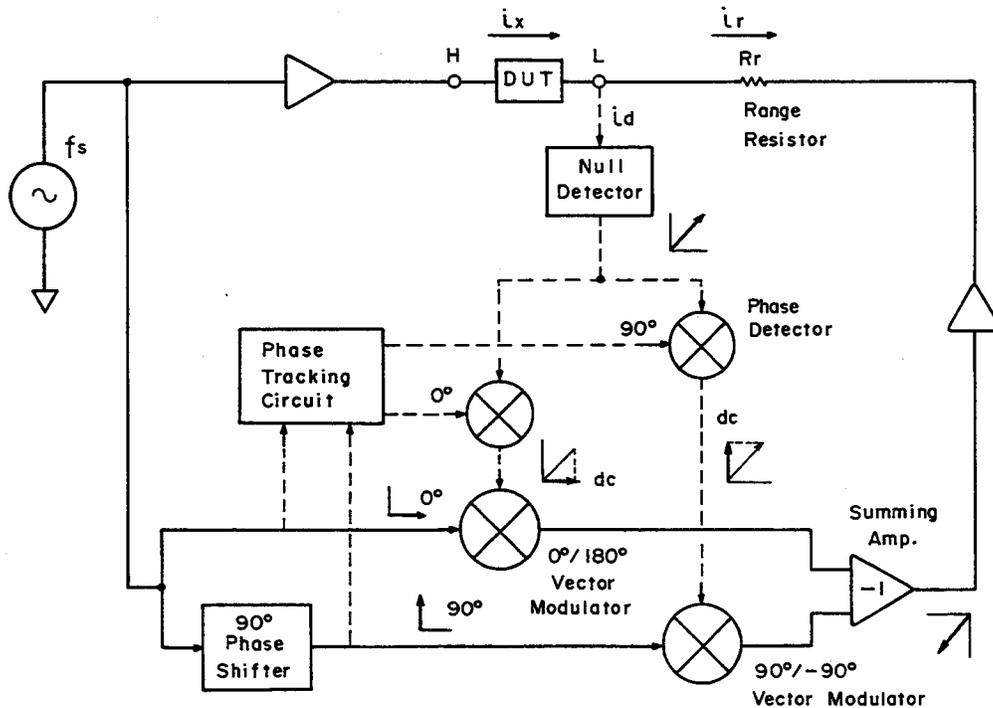 ix
ir
H
DUT
L
Rr
id
Range
Resistor
fs
Null
Detector
Phase
Detector
90°
Phase
Tracking
Circuit
0°
dc
dc
0°
0°/180°
Vector
Modulator
Summing
Amp.
-1
90°
90°
Phase
Shifter
90°/-90°
Vector Modulator